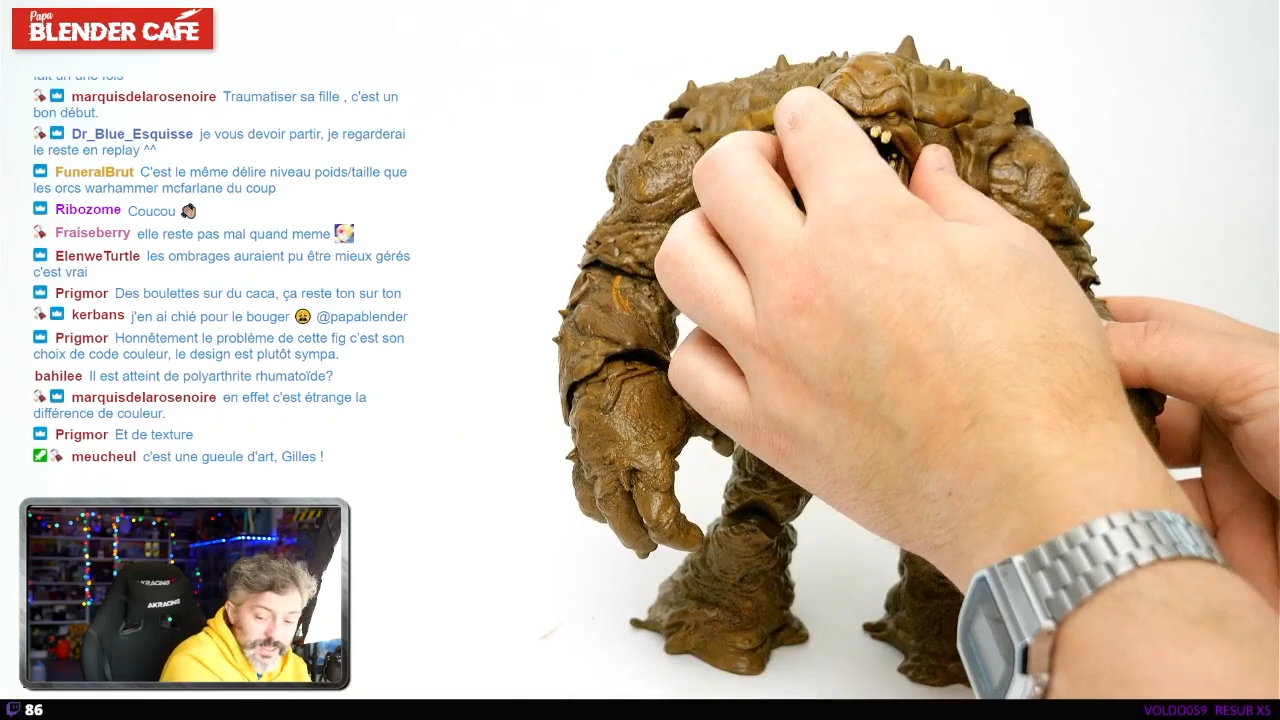 Papa
BLENDER CAFÉ
fait un une fois
marquisdelarosenoire Traumatiser sa fille , c'est un
bon début.
Dr_Blue_Esquisse je vous devoir partir, je regarderai
le reste en replay ^^
FuneralBrut C'est le même délire niveau poids/taille que
les orcs warhammer mcfarlane du coup
Ribozome Coucou
Fraiseberry elle reste pas mal quand meme
ElenweTurtle les ombrages auraient pu être mieux gérés
c'est vrai
Prigmor Des boulettes sur du caca, ça reste ton sur ton
kerbans j'en ai chié pour le bouger @papablender
Prigmor Honnêtement le problème de cette fig c'est son
choix de code couleur, le design est plutôt sympa.
bahilee Il est atteint de polyarthrite rhumatoïde?
marquisdelarosenoire en effet c'est étrange la
différence de couleur.
Prigmor Et de texture
meucheul c'est une gueule d'art, Gilles !
AKRACING
AKRACING
86
VOLDO059 RESUB X5